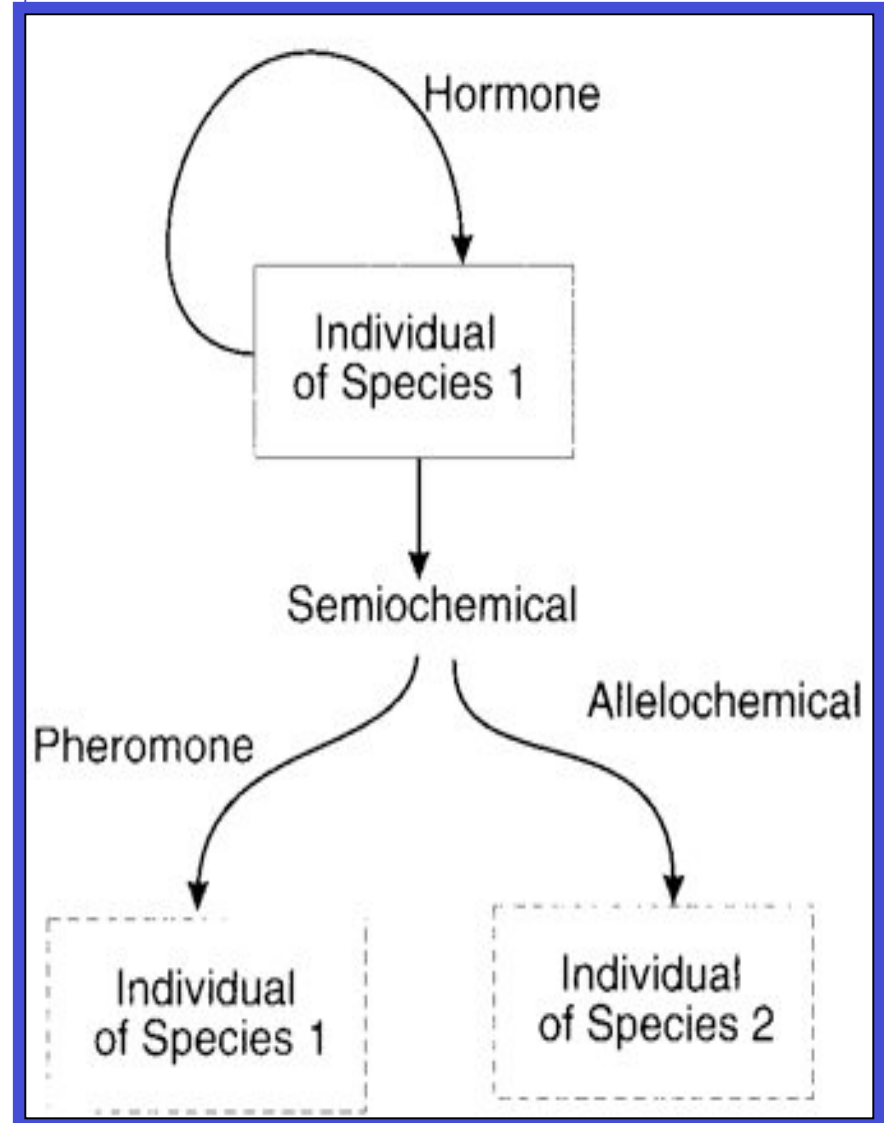 Hormone
Individual
of Species 1
Semiochemical
Allelochemical
Pheromone
Individual
of Species 1
Individual
of Species 2